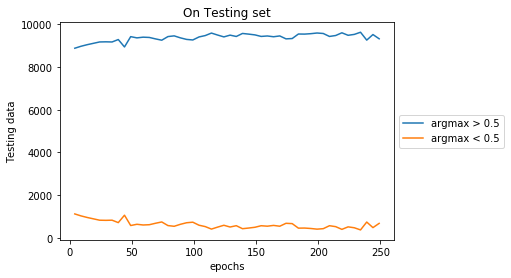 On Testing set
10000
8000
6000
4000
2000
0
Testing data
0 50 100 150 200 250
epochs
argmax > 0.5
argmax < 0.5